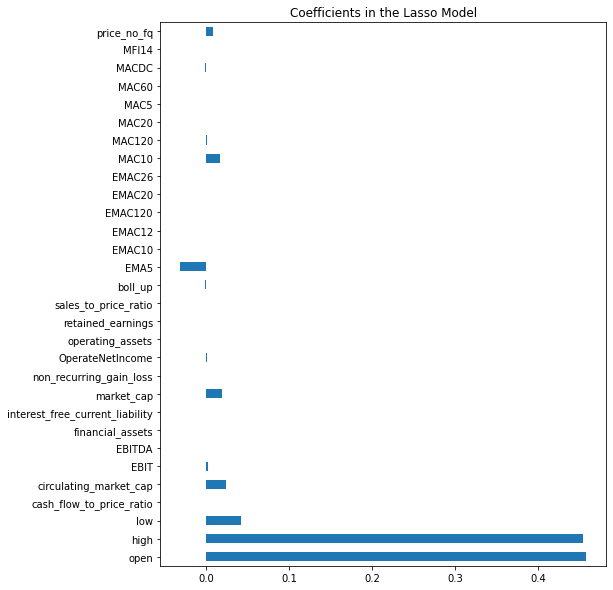 Coefficients in the Lasso Model
price_no_fq
MFI14
MACDC
MAC60
MAC5
MAC20
MAC120
MAC10
EMAC26
EMAC20
EMAC120
EMAC12
EMAC10
EMA5
boll_up
sales_to_price_ratio
retained_earnings
operating_assets
OperateNetIncome
non_recurring_gain_loss
market_cap
interest_free_current_liability
financial_assets
EBITDA
EBIT
circulating_market_cap
cash_flow_to_price_ratio
low
high
open
0.0 0.1 0.2 0.3 0.4